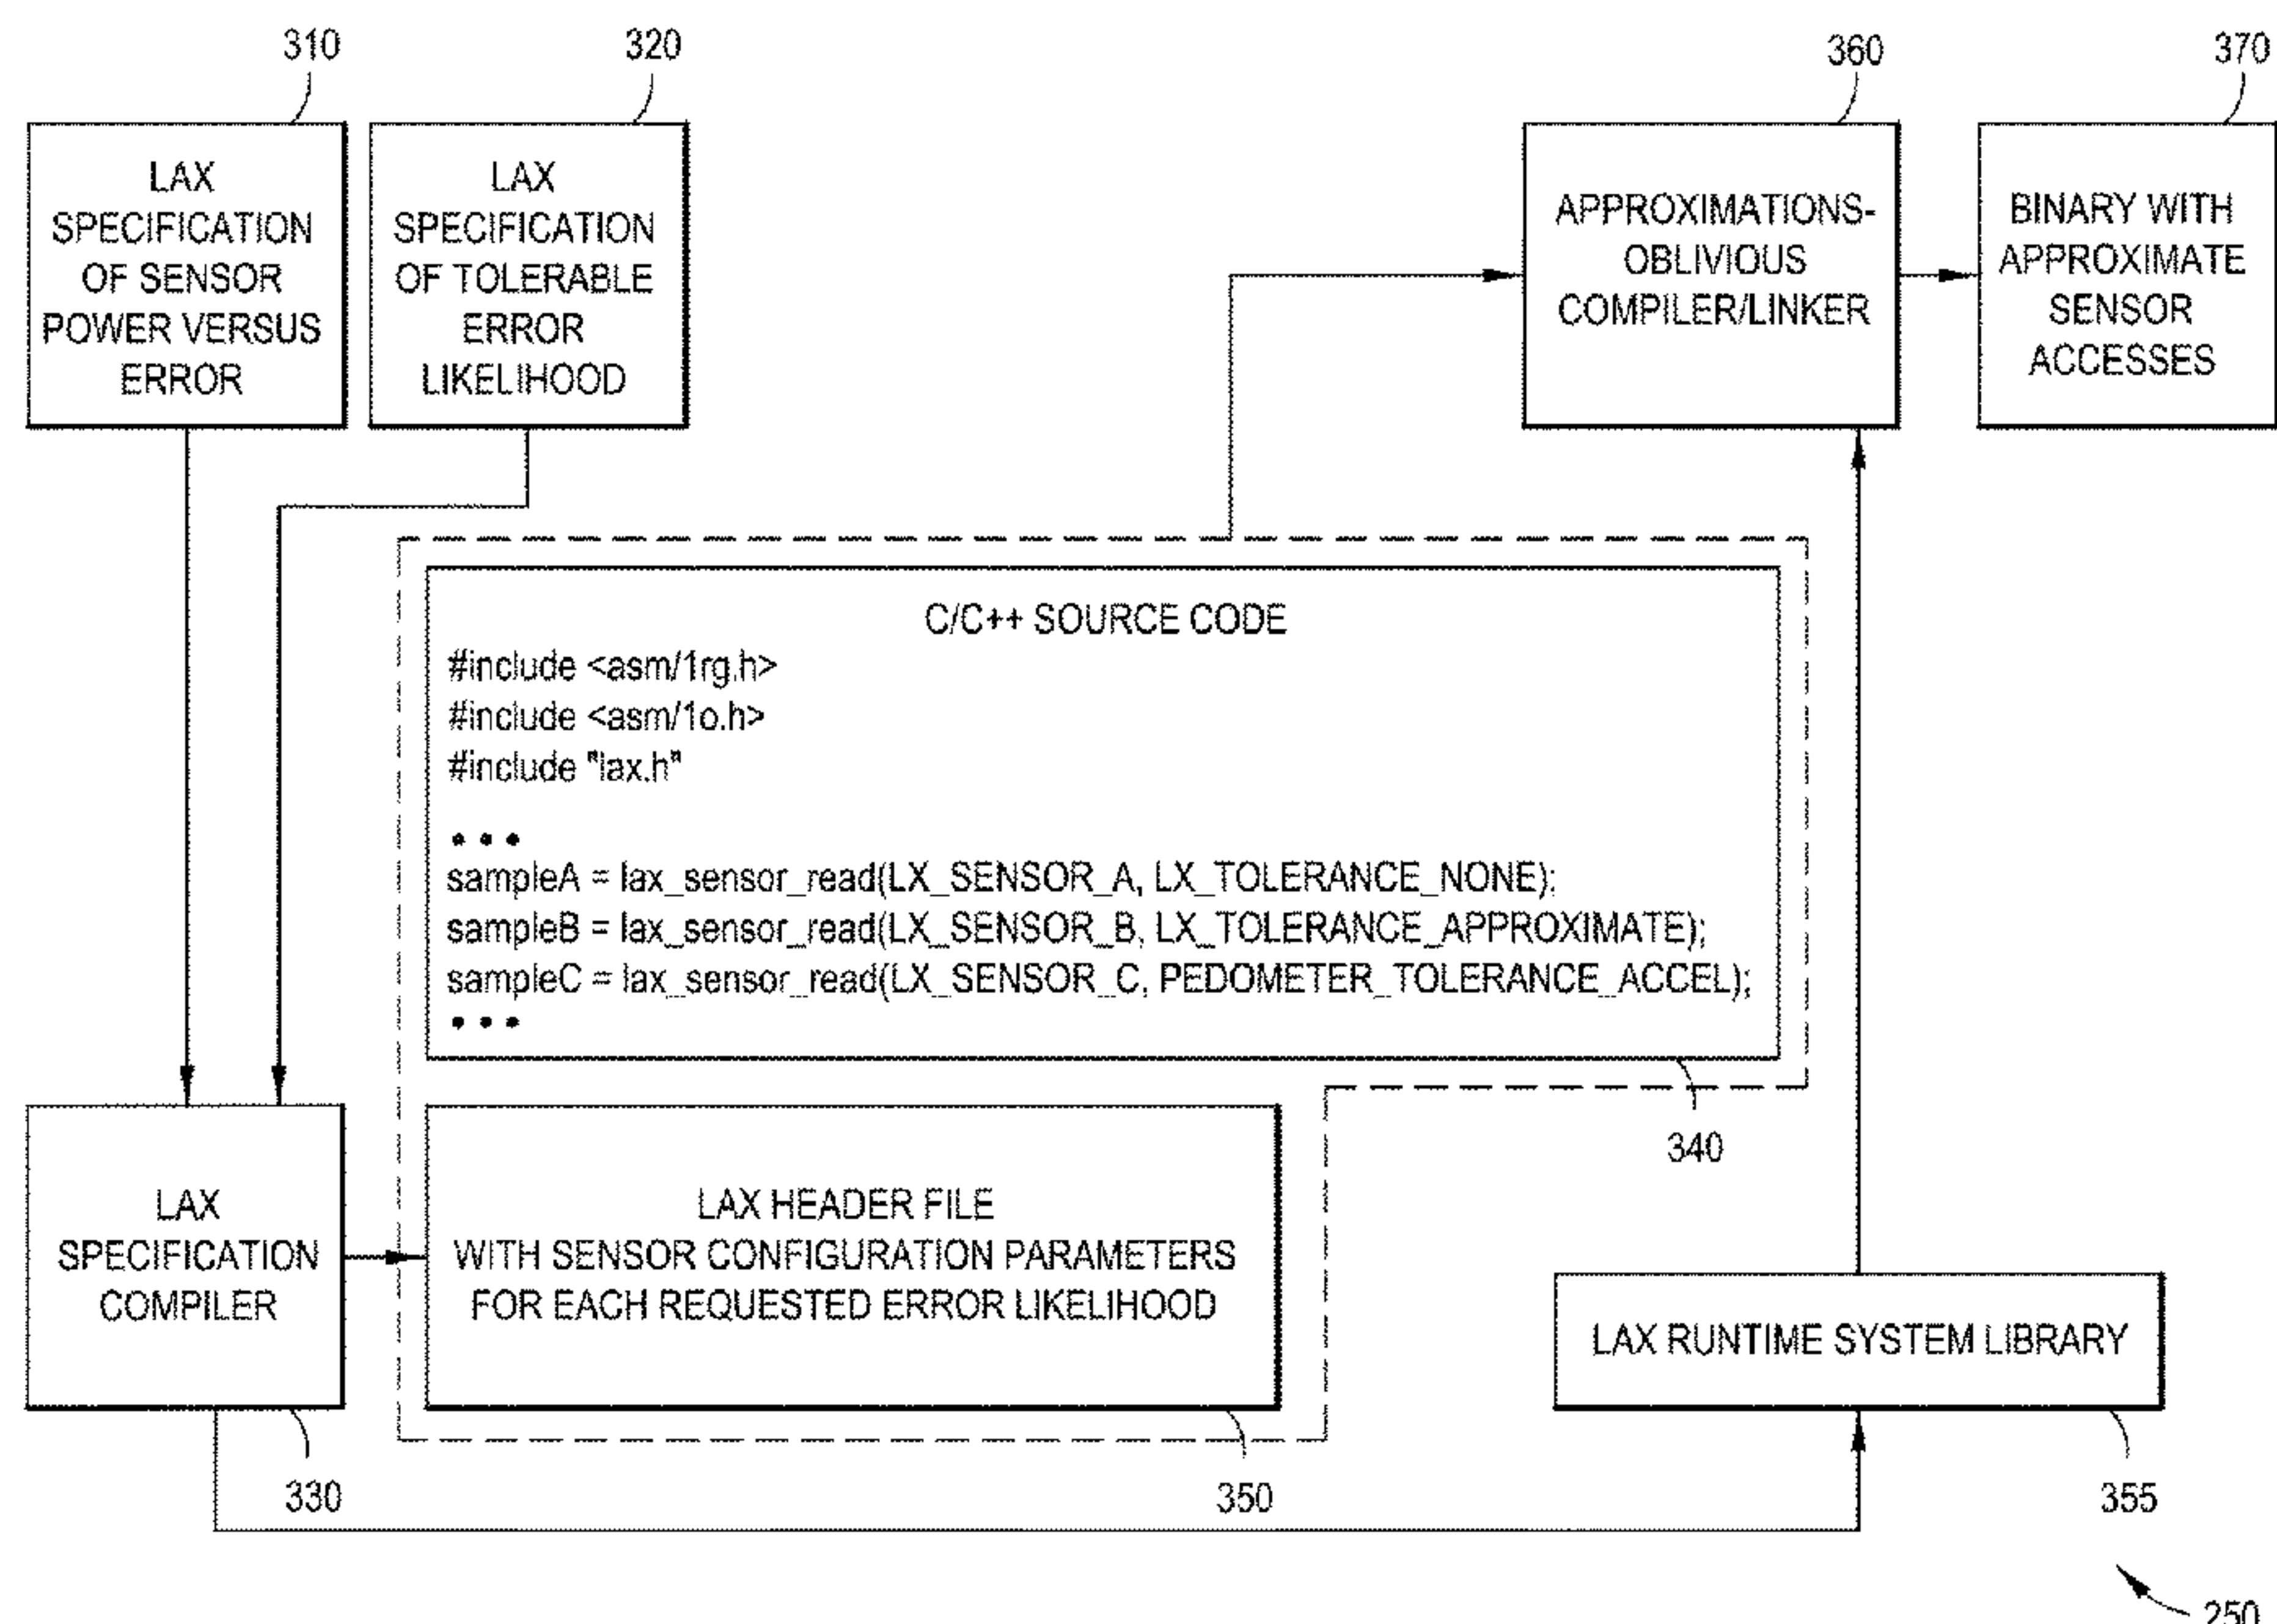 310
320
360
370
LAX
SPECIFICATION
OF SENSOR
POWER VERSUS
ERROR
LAX
SPECIFICATION
OF TOLERABLE
ERROR
LIKELIHOOD
APPROXIMATIONS-
OBLIVIOUS
COMPILER/LINKER
BINARY WITH
APPROXIMATE
SENSOR
ACCESSES
C/C++ SOURCE CODE
#include <asm/1rg.h>
#include <asm/1o.h>
#include "lax.h"
• • •
sampleA = lax_sensor_read(LX_SENSOR_A, LX_TOLERANCE_NONE);
sampleB = lax_sensor_read(LX_SENSOR_B, LX_TOLERANCE_APPROXIMATE);
sampleC = lax_sensor_read(LX_SENSOR_C, PEDOMETER_TOLERANCE_ACCEL);
• • •
340
LAX
SPECIFICATION
COMPILER
LAX HEADER FILE
WITH SENSOR CONFIGURATION PARAMETERS
FOR EACH REQUESTED ERROR LIKELIHOOD
LAX RUNTIME SYSTEM LIBRARY
330
350
355
250